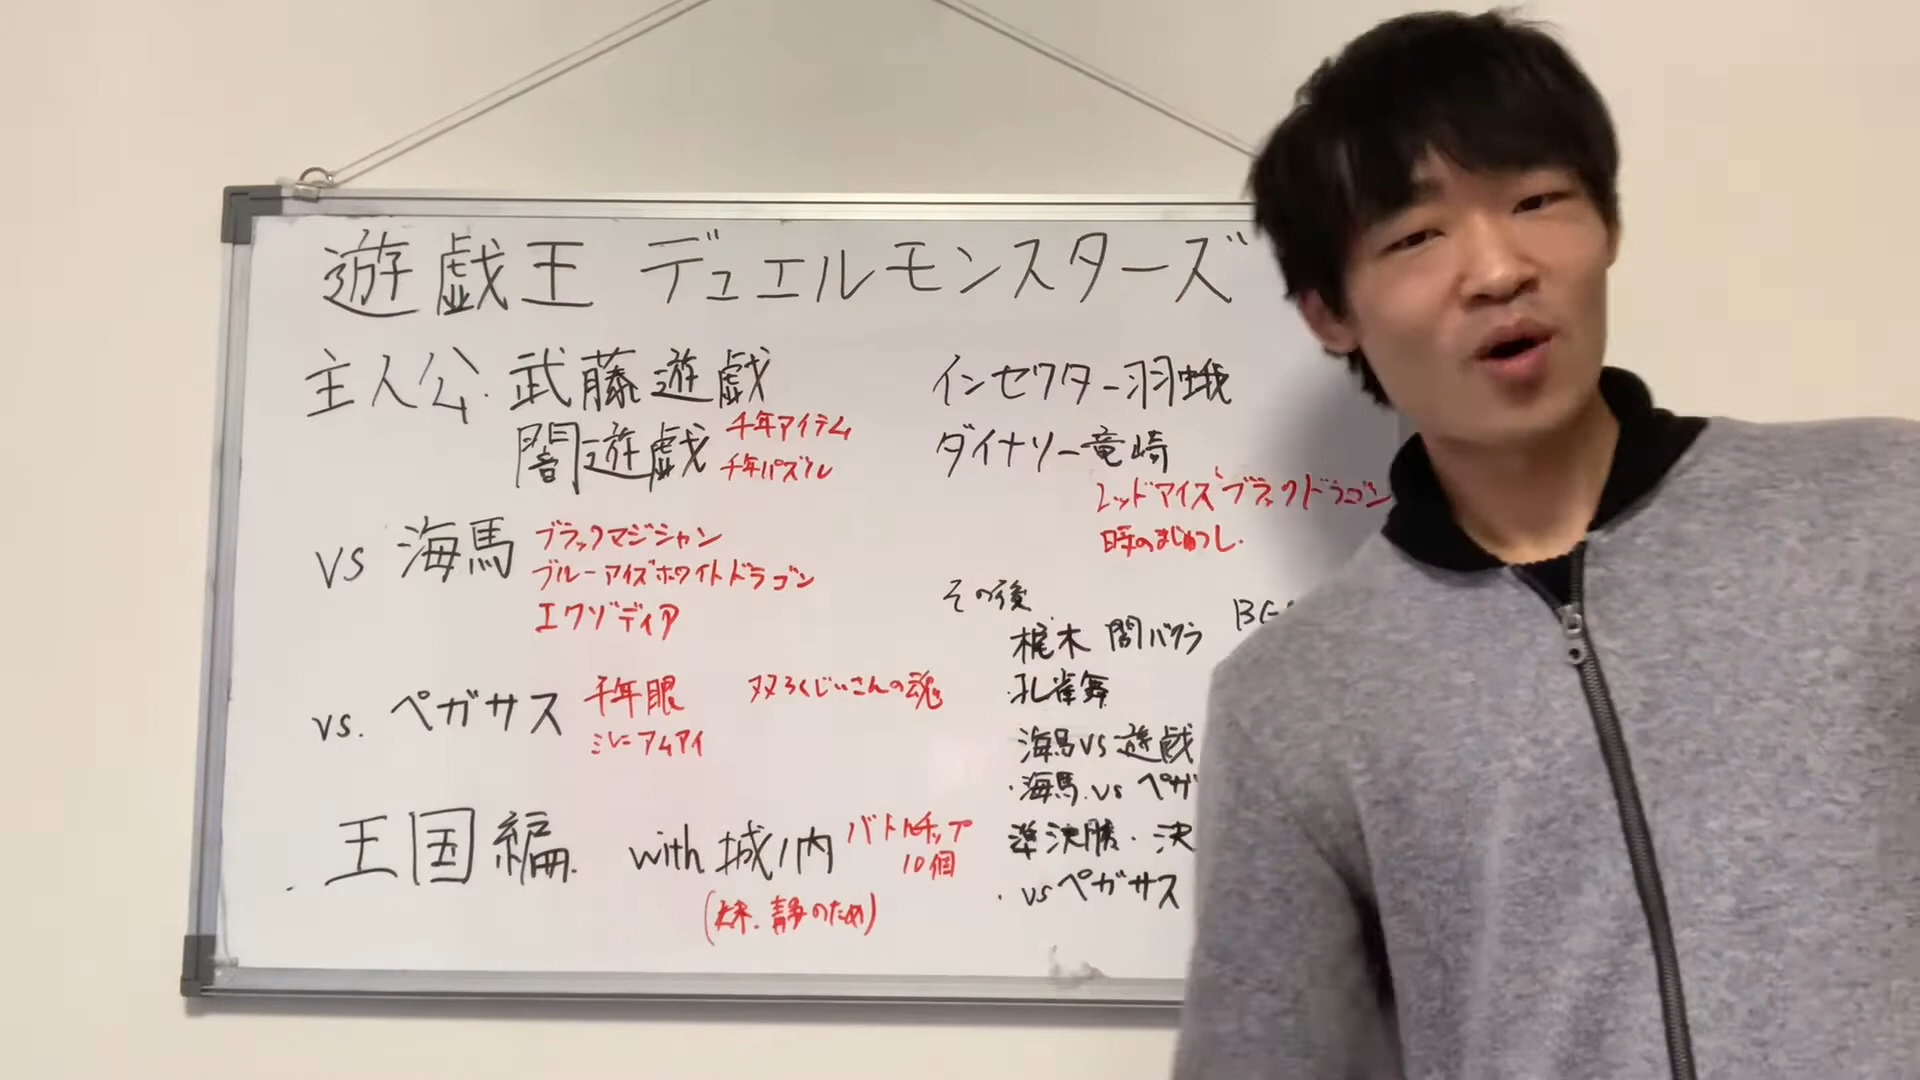 遊戯王 デュエルモンスターズ
主人公. 武藤遊戯
闇遊戯 千年アイテム
千年パズル
vs 海馬 ブラックマジシャン
ブルーアイズホワイトドラゴン
エクゾディア
vs. ペガサス 千年眼 双ろくじいさんの魂
ミレニアムアイ
王国編. with 城ノ内 バトルチップ
10個
(妹. 静のため)
インセクター羽蛾
ダイナソー竜崎
レッドアイズブラックドラゴン
時のまじゅつし.
その後
梶木 闇バクラ
・孔雀舞
海馬vs 遊戯
・海馬.vs ペガ
準決勝・決
・vsペガサス